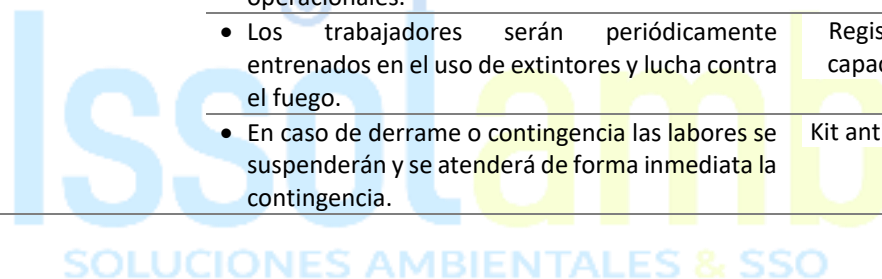 operacionales.
• Los trabajadores serán periódicamente
entrenados en el uso de extintores y lucha contra
el fuego.
• En caso de derrame o contingencia las labores se
suspenderán y se atenderá de forma inmediata la
contingencia.
Regis
capac
Kit ant
Issolamb
SOLUCIONES AMBIENTALES & SSO